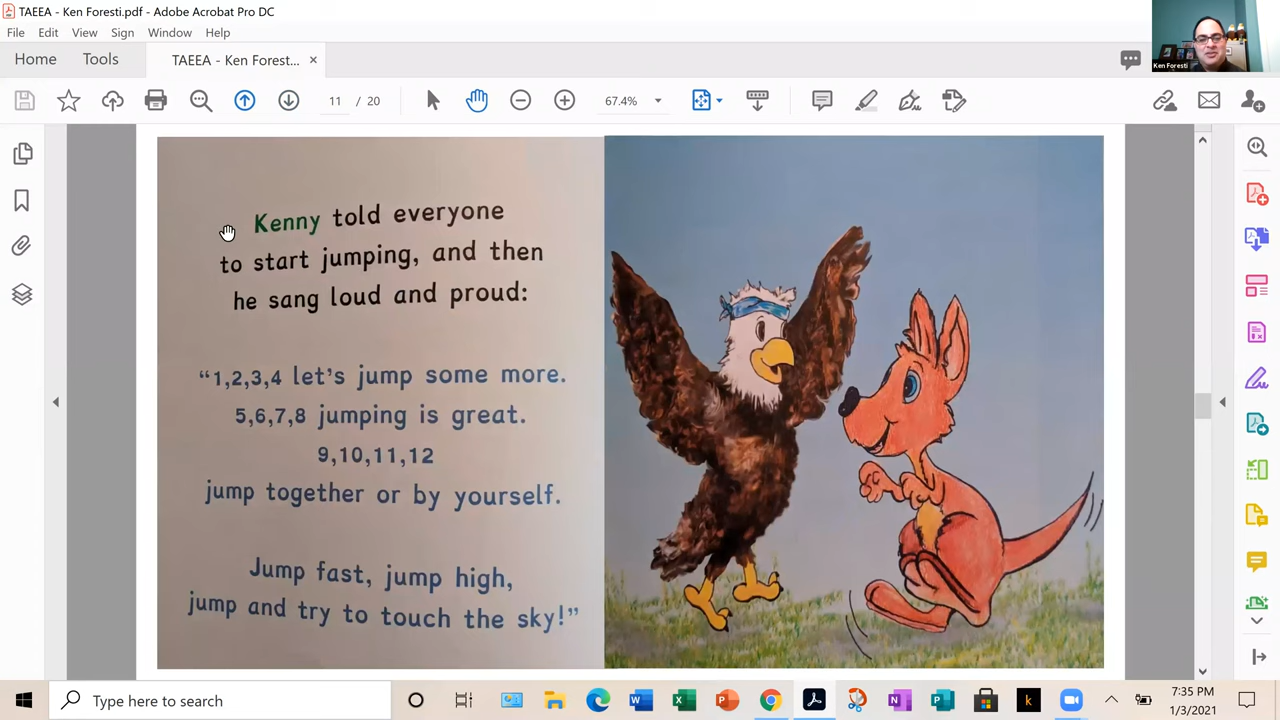 TAEEA - Ken Foresti.pdf - Adobe Acrobat Pro DC
File Edit View Sign Window Help
Home Tools TAEEA - Ken Forest... ×
11 / 20 67.4%
Ken Foresti
Kenny told everyone
to start jumping, and then
he sang loud and proud:
“1,2,3,4 let’s jump some more.
5,6,7,8 jumping is great.
9,10,11,12
jump together or by yourself.
Jump fast, jump high,
jump and try to touch the sky!”
Type here to search
7:35 PM
1/3/2021